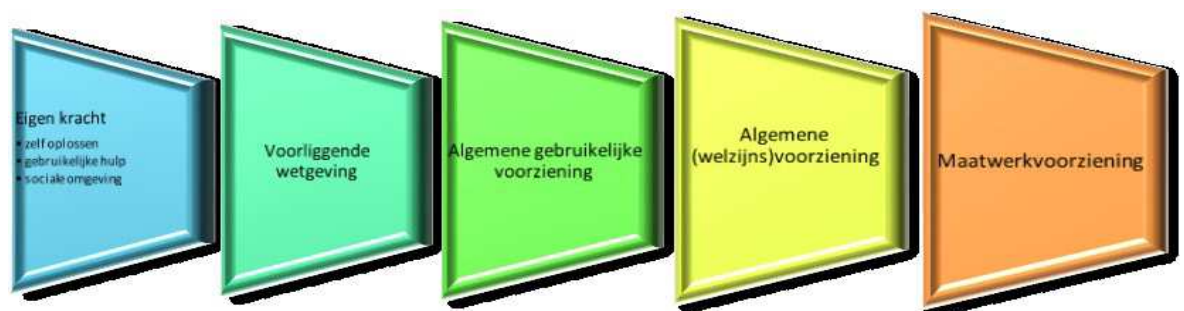 Eigen kracht
• zelf oplossen
• gebruikelijke hulp
• sociale omgeving
Voorliggende
wetgeving
Algemene gebruikelijke
voorziening
Algemene
(welzijns)voorziening
Maatwerkvoorziening